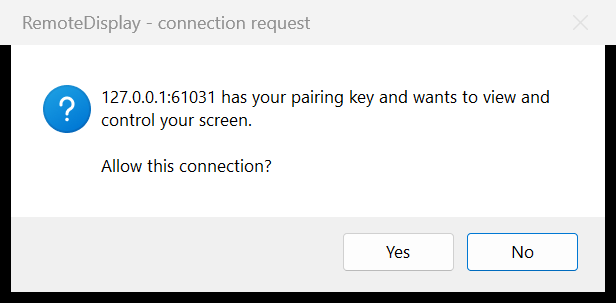 RemoteDisplay - connection request
127.0.0.1:61031 has your pairing key and wants to view and
control your screen.
Allow this connection?
Yes
No